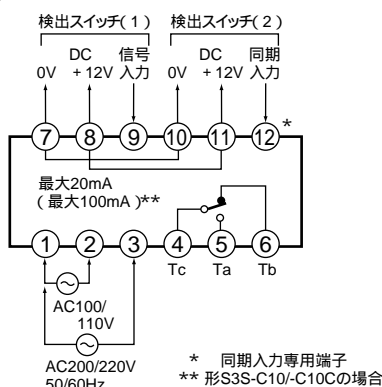 検出スイッチ(1) 検出スイッチ(2)
DC 信号 DC 同期
0V +12V 入力 0V +12V 入力
7 8 9 10 11 12 *
最大20mA
(最大100mA)**
1 2 3 4 5 6
Tc Ta Tb
AC100/
110V
AC200/220V
50/60Hz
* 同期入力専用端子
** 形S3S-C10/-C10Cの場合